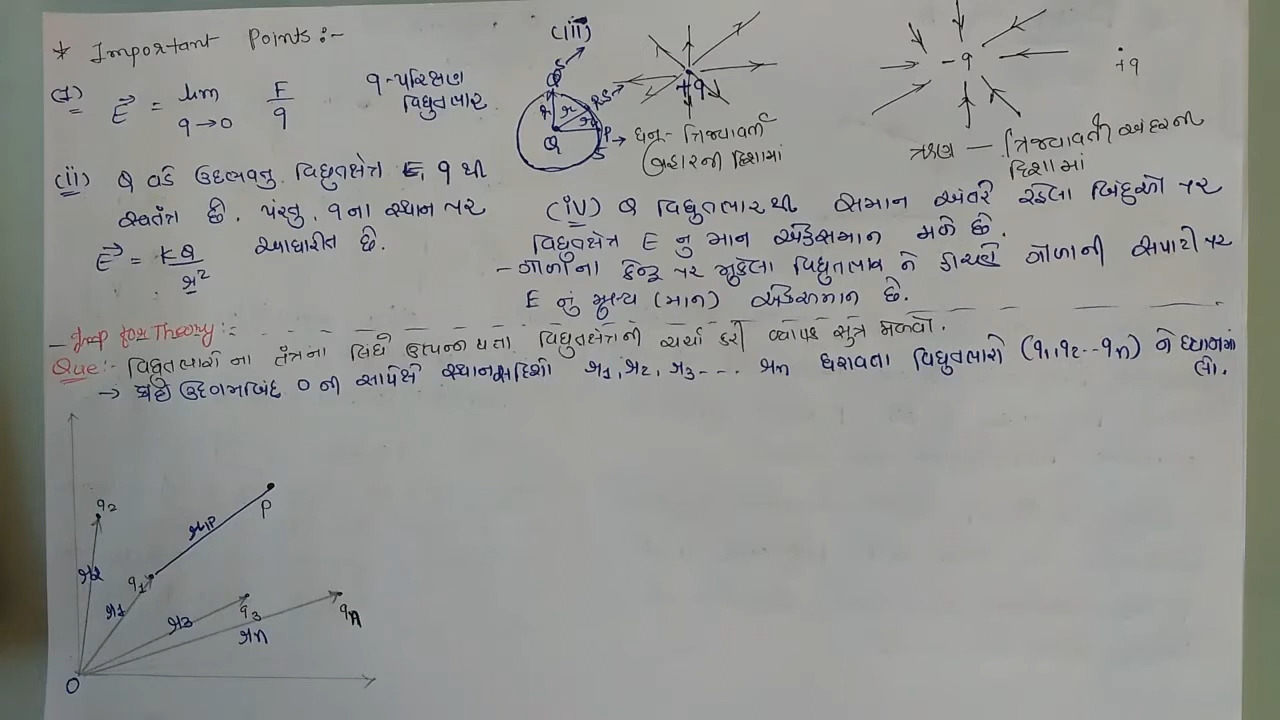 * Important Points:-
(I) E = lim q→0 F/q q-પરિક્ષણ વિદ્યુતભાર
(ii) Q વડે ઉદ્દભવતુ વિદ્યુતક્ષેત્ર E, q થી
સ્વતંત્ર છે. પરંતુ, q ના સ્થાન પર
E = kQ/r² આધારીત છે.
(iii)
Q
+q
ધન - ત્રિજ્યાવર્તી
બહારની દિશામાં
-q
+q
ઋણ - ત્રિજ્યાવર્તી અંદરની
દિશામાં
(iv) Q વિદ્યુતભારથી સમાન અંતરે રહેલા બિંદુઓ પર
વિદ્યુતક્ષેત્ર E નુ માન એકસમાન મળે છે.
- ગોળાના કેન્દ્ર પર મુકેલા વિદ્યુતભાર ને લીધે ગોળાની સપાટી પર
E નું મુલ્ય (માન) એકસમાન છે.
- Imp for Theory:-
Que:- વિદ્યુતભારો ના તંત્રના લિધે ઉત્પન્ન થતા વિદ્યુતક્ષેત્રની ચર્ચા કરી વ્યાપક સુત્ર મેળવો.
→ ઉદગમબિંદુ O ની સાપેક્ષે સ્થાનસદિશો r1, r2, r3 --- rn ધરાવતા વિદ્યુતભારો (q1, q2 -- qn) ને ધ્યાનમાં
લો.
q2
P
r1P
r2
q1
r1
r3
q3
rn
qn
O